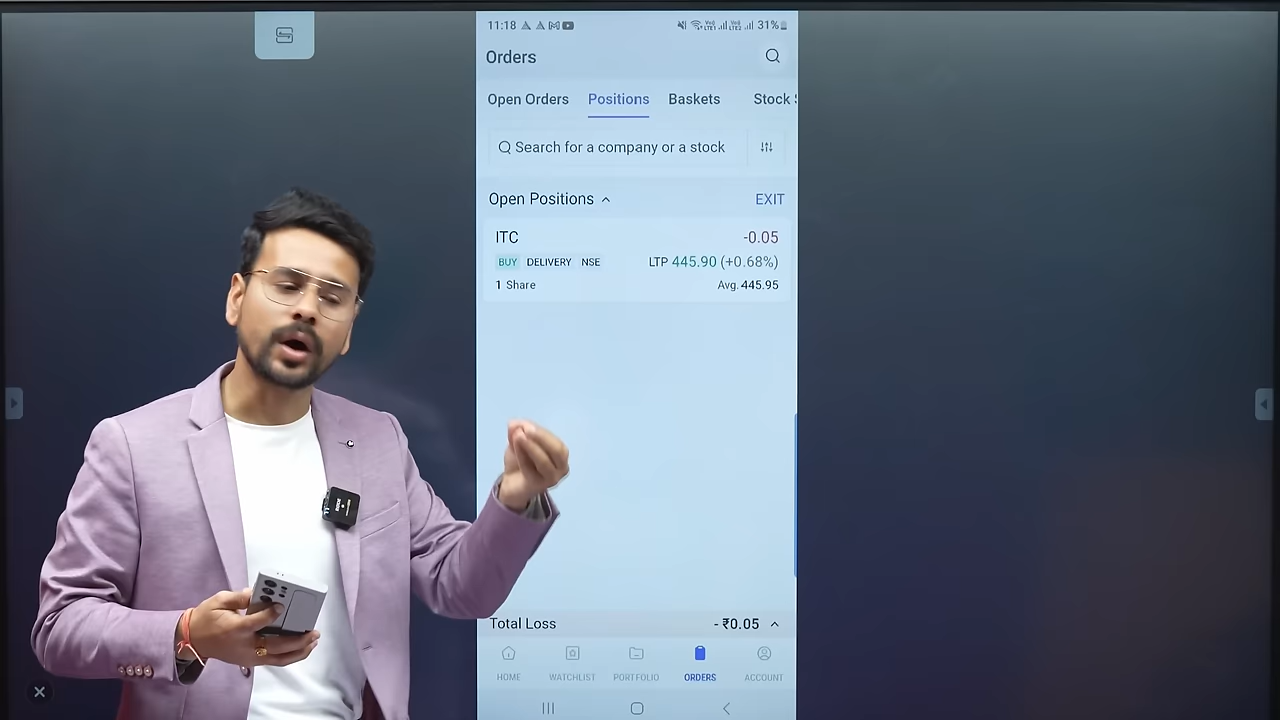 11:18 31%
Orders
Open Orders Positions Baskets Stock
Search for a company or a stock
Open Positions EXIT
ITC -0.05
BUY DELIVERY NSE LTP 445.90 (+0.68%)
1 Share Avg. 445.95
Total Loss - ₹0.05
HOME WATCHLIST PORTFOLIO ORDERS ACCOUNT